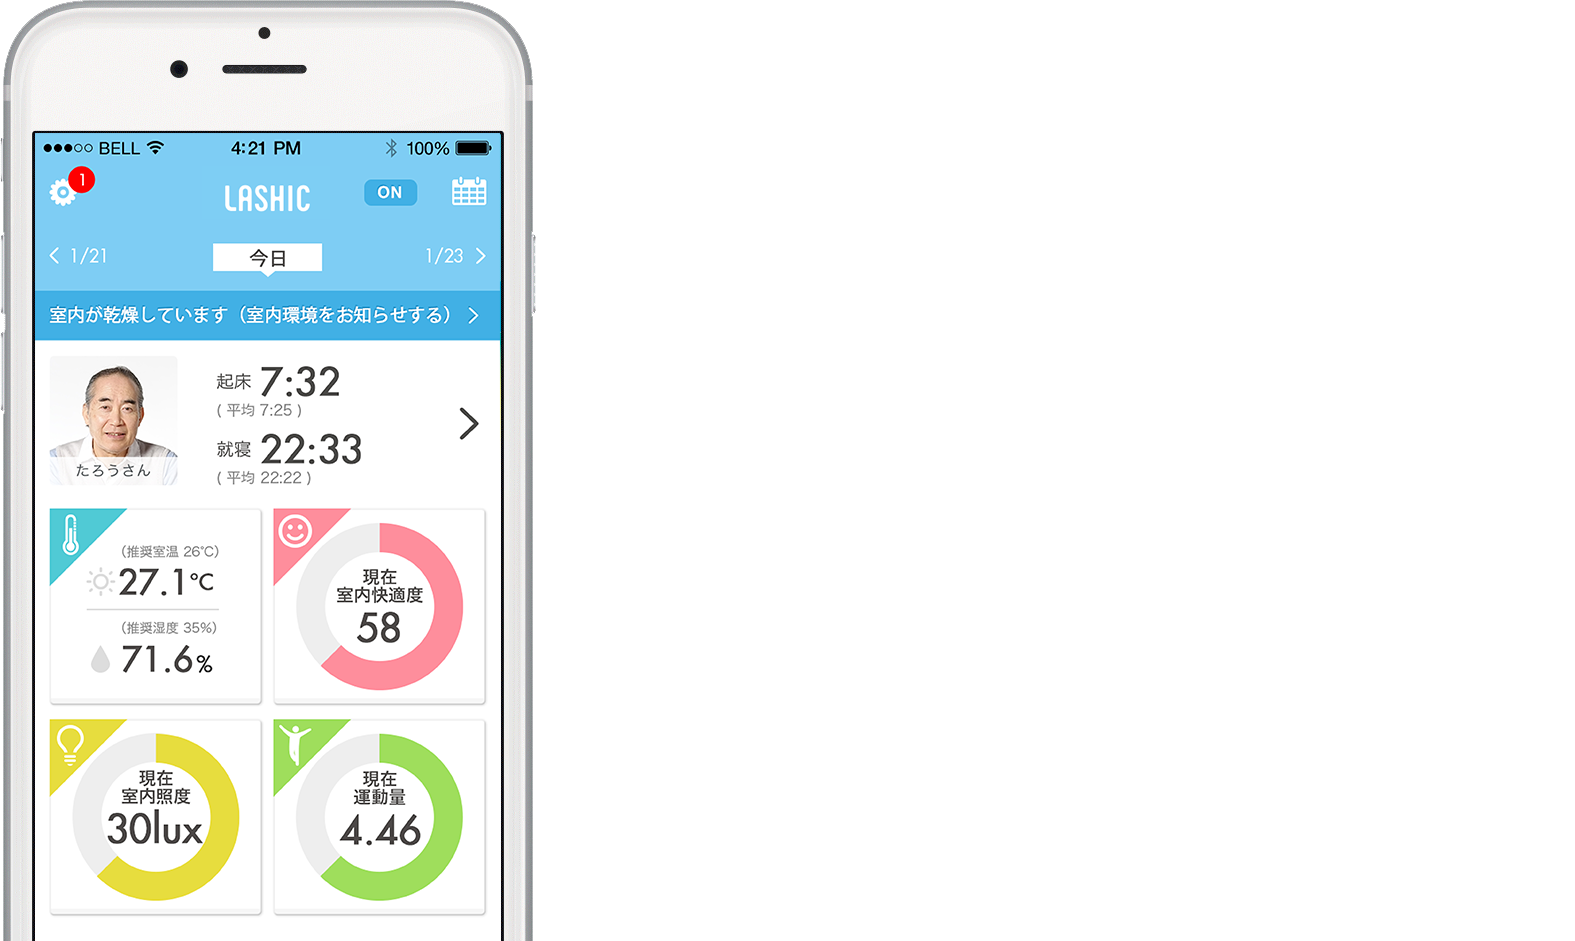 BELL 4:21 PM 100%
1
LASHIC ON
1/21 今日 1/23
室内が乾燥しています（室内環境をお知らせする）
起床 7:32
( 平均 7:25 )
就寝 22:33
( 平均 22:22 )
たろうさん
(推奨室温 26℃)
27.1℃
(推奨湿度 35%)
71.6%
現在
室内快適度
58
現在
室内照度
30lux
現在
運動量
4.46